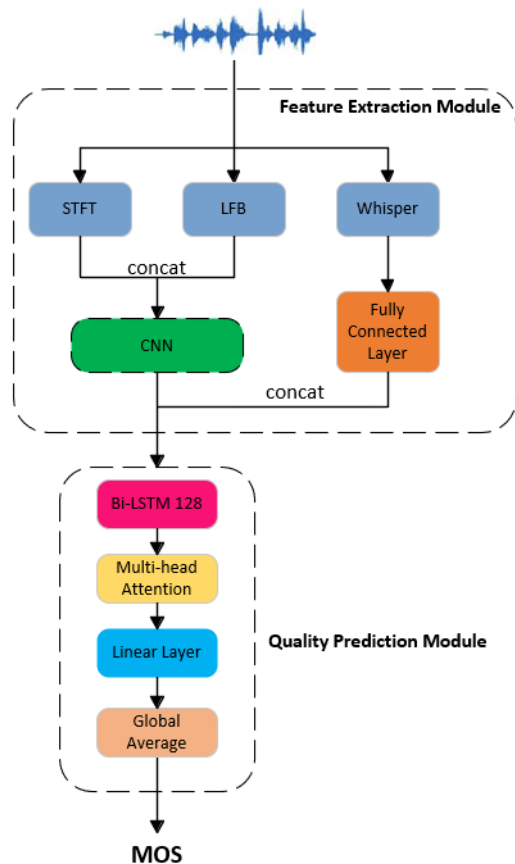 Feature Extraction Module
STFT
LFB
Whisper
concat
CNN
Fully
Connected
Layer
concat
Bi-LSTM 128
Multi-head
Attention
Linear Layer
Quality Prediction Module
Global
Average
MOS